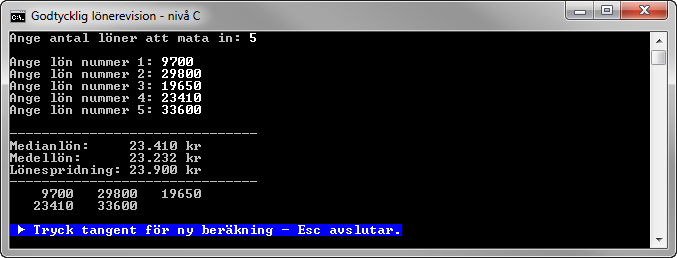 Godtycklig lönerevision - nivå C
Ange antal löner att mata in: 5
Ange lön nummer 1: 9700
Ange lön nummer 2: 29800
Ange lön nummer 3: 19650
Ange lön nummer 4: 23410
Ange lön nummer 5: 33600
-------------------------------
Medianlön: 23.410 kr
Medellön: 23.232 kr
Lönespridning: 23.900 kr
-------------------------------
9700 29800 19650
23410 33600
► Tryck tangent för ny beräkning - Esc avslutar.